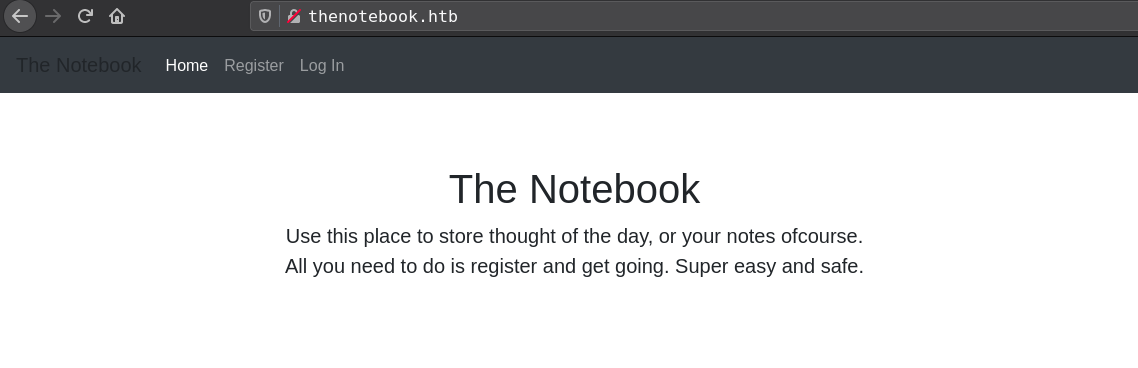 thenotebook.htb
The Notebook Home Register Log In
The Notebook
Use this place to store thought of the day, or your notes ofcourse.
All you need to do is register and get going. Super easy and safe.